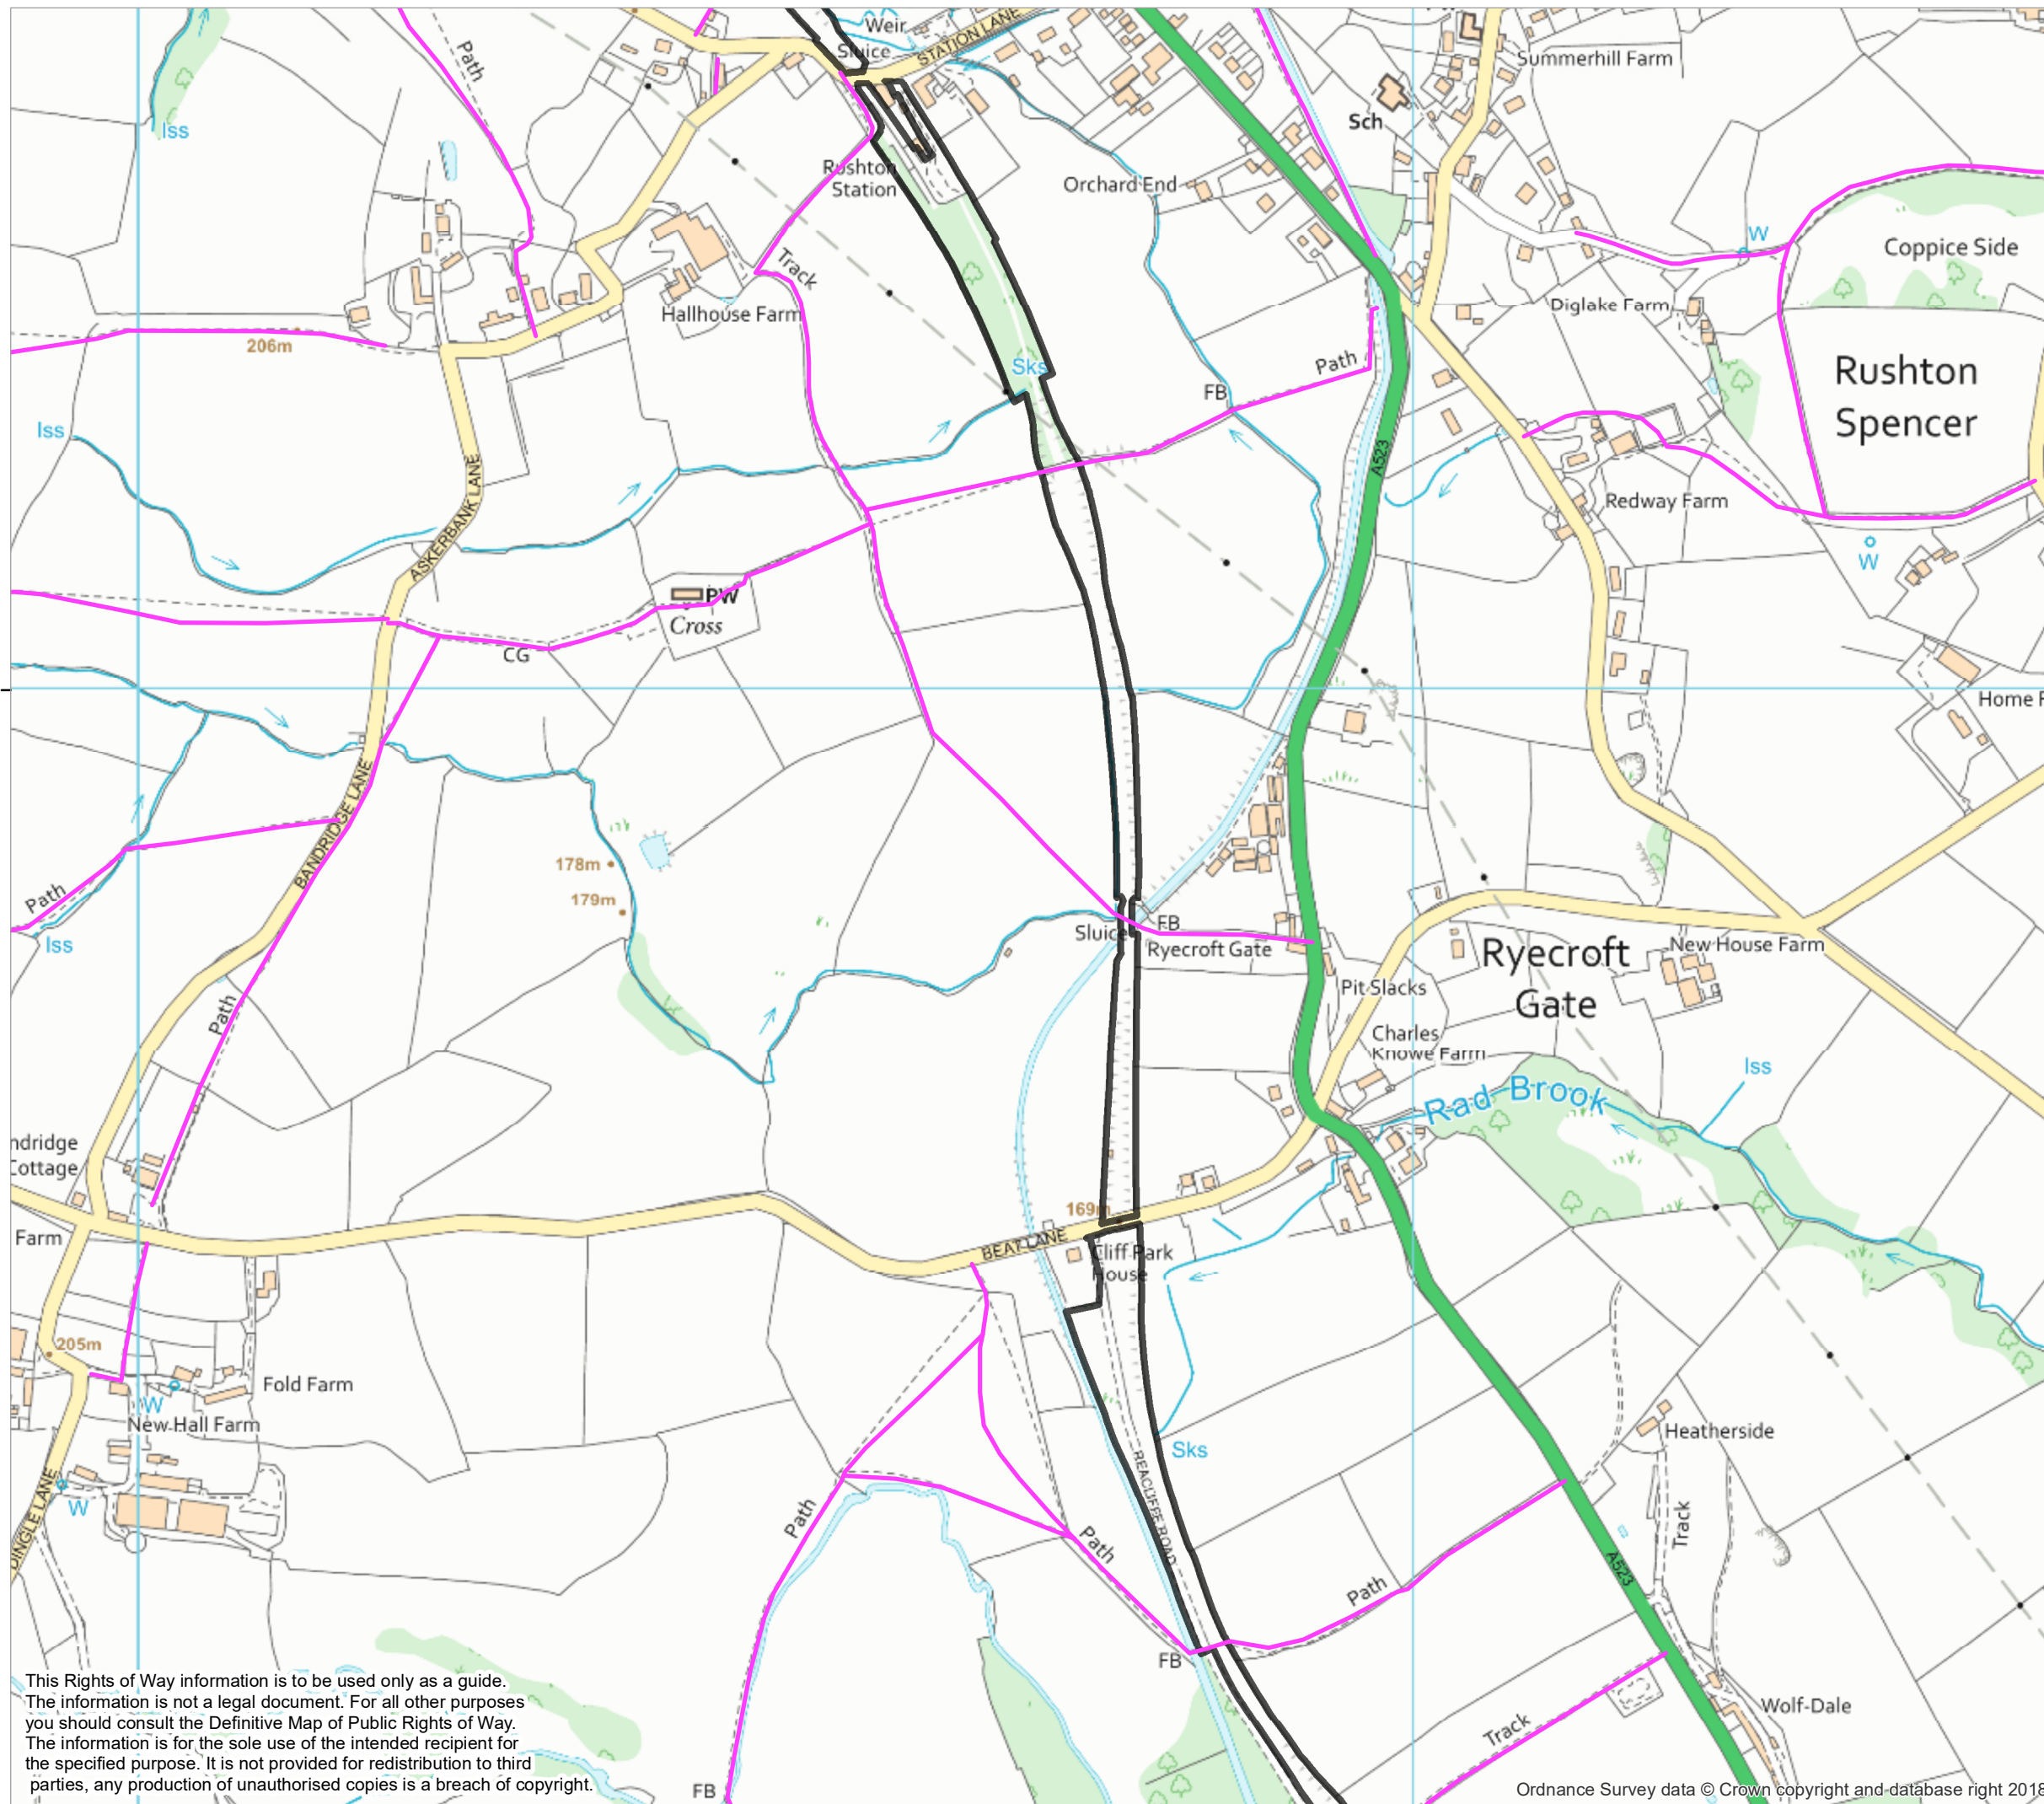 Weir
Sluice
STATION LANE
Summerhill Farm
Path
Iss
Sch
Rushton
Station
Orchard End
W
Coppice Side
Track
Hallhouse Farm
Diglake Farm
206m
Path
Sks
FB
Rushton
Spencer
Iss
A523
ASKERBANK LANE
Redway Farm
W
PW
Cross
CG
Home F
BANDRIDGE LANE
178m
179m
Path
Iss
Sluice
FB
Ryecroft Gate
Ryecroft
Gate
New House Farm
Pit Slacks
Path
Charles
Knowe Farm
Iss
Rad Brook
ndridge
Cottage
169m
Farm
BEAT LANE
Cliff Park
House
205m
Fold Farm
W
New Hall Farm
Heatherside
Sks
REACLIFFE ROAD
W
DINGLE LANE
Path
Path
Track
A523
Path
FB
Wolf-Dale
Track
FB
This Rights of Way information is to be used only as a guide.
The information is not a legal document. For all other purposes
you should consult the Definitive Map of Public Rights of Way.
The information is for the sole use of the intended recipient for
the specified purpose. It is not provided for redistribution to third
parties, any production of unauthorised copies is a breach of copyright.
Ordnance Survey data © Crown copyright and database right 2018